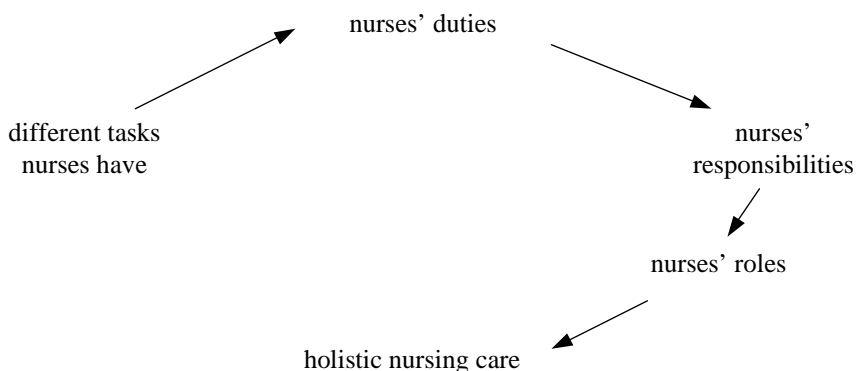 nurses’ duties
different tasks
nurses have
nurses’
responsibilities
nurses’ roles
holistic nursing care